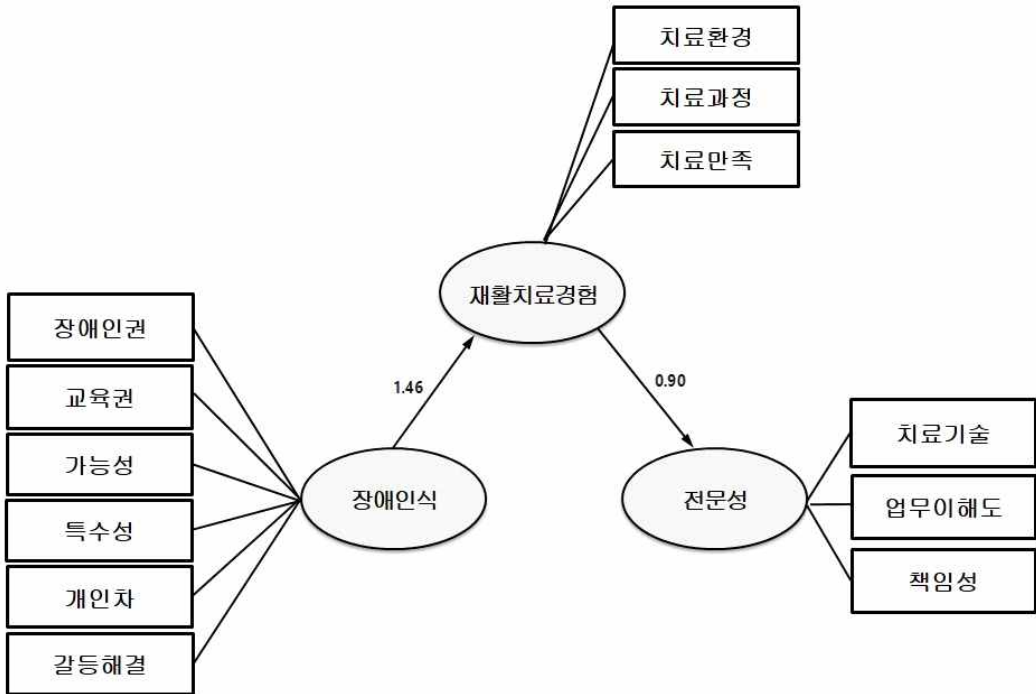 치료환경
치료과정
치료만족
재활치료경험
장애인권
교육권
가능성
특수성
개인차
갈등해결
1.46
0.90
장애인식
전문성
치료기술
업무이해도
책임성